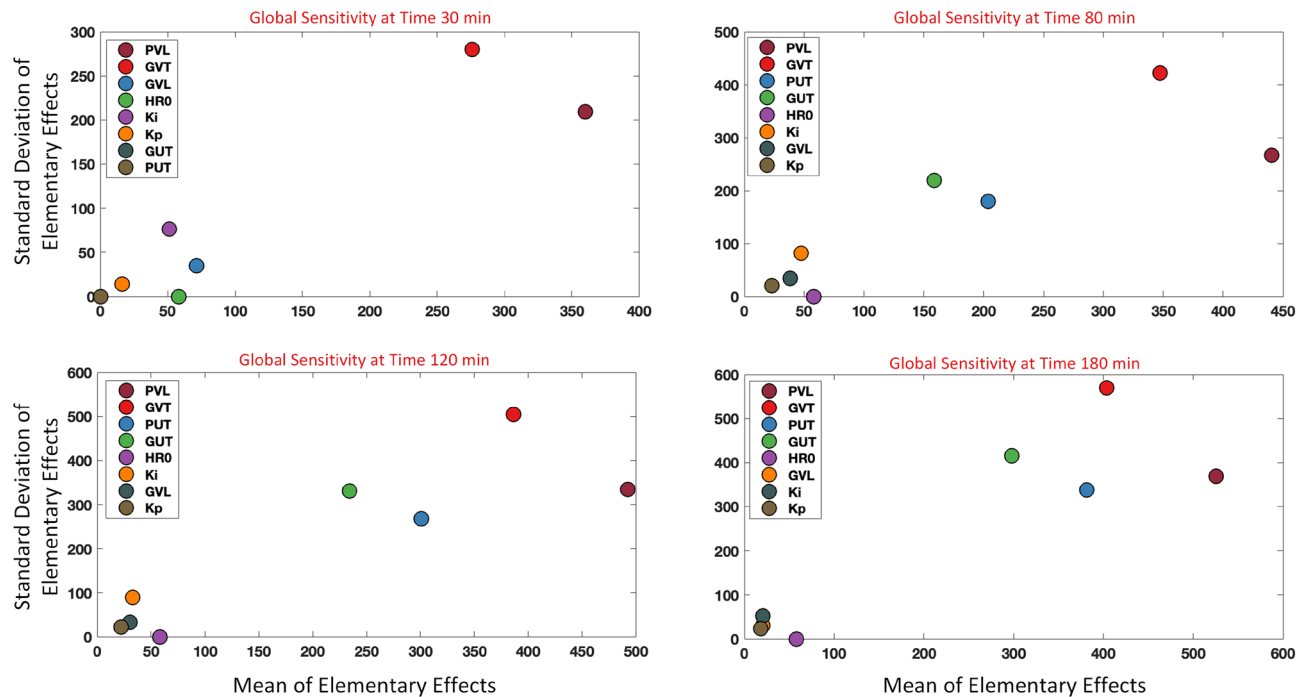 Global Sensitivity at Time 30 min
Standard Deviation of
Elementary Effects
300
250
200
150
100
50
0
PVL
GVT
GVL
HR0
Ki
Kp
GUT
PUT
0 50 100 150 200 250 300 350 400
Global Sensitivity at Time 80 min
500
400
300
200
100
0
PVL
GVT
PUT
GUT
HR0
Ki
GVL
Kp
0 50 100 150 200 250 300 350 400 450
Global Sensitivity at Time 120 min
Standard Deviation of
Elementary Effects
600
500
400
300
200
100
0
PVL
GVT
PUT
GUT
HR0
Ki
GVL
Kp
0 50 100 150 200 250 300 350 400 450 500
Mean of Elementary Effects
Global Sensitivity at Time 180 min
600
500
400
300
200
100
0
PVL
GVT
PUT
GUT
HR0
GVL
Ki
Kp
0 100 200 300 400 500 600
Mean of Elementary Effects